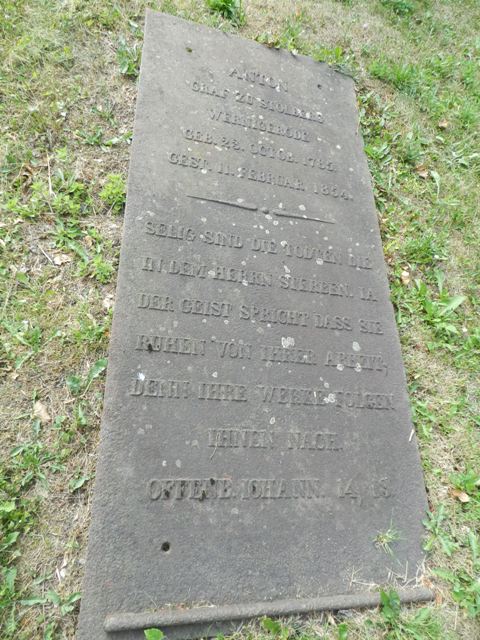 ANTON
GRAF ZU STOLBERG
WERNIGERODE
GEB. 23. OCTOB. 1785.
GEST. 11. FEBRUAR. 1854.
SELIG SIND DIE TODTEN DIE
IN DEM HERRN STERBEN. JA
DER GEIST SPRICHT DASS SIE
RUHEN VON IHRER ARBEIT,
DENN IHRE WERKE FOLGEN
IHNEN NACH.
OFFENB. JOHANN. 14, 13.